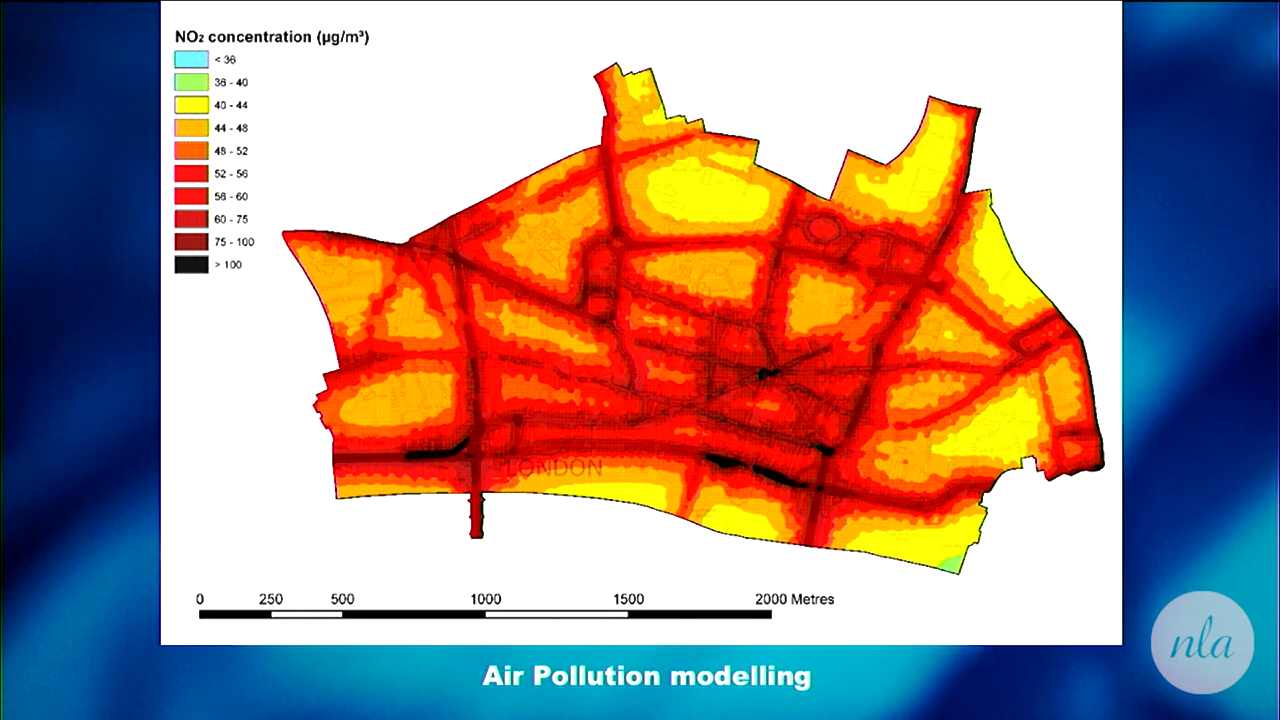 NO₂ concentration (µg/m³)
< 36
36 - 40
40 - 44
44 - 48
48 - 52
52 - 56
56 - 60
60 - 75
75 - 100
> 100
LONDON
0 250 500 1000 1500 2000 Metres
nla
Air Pollution modelling